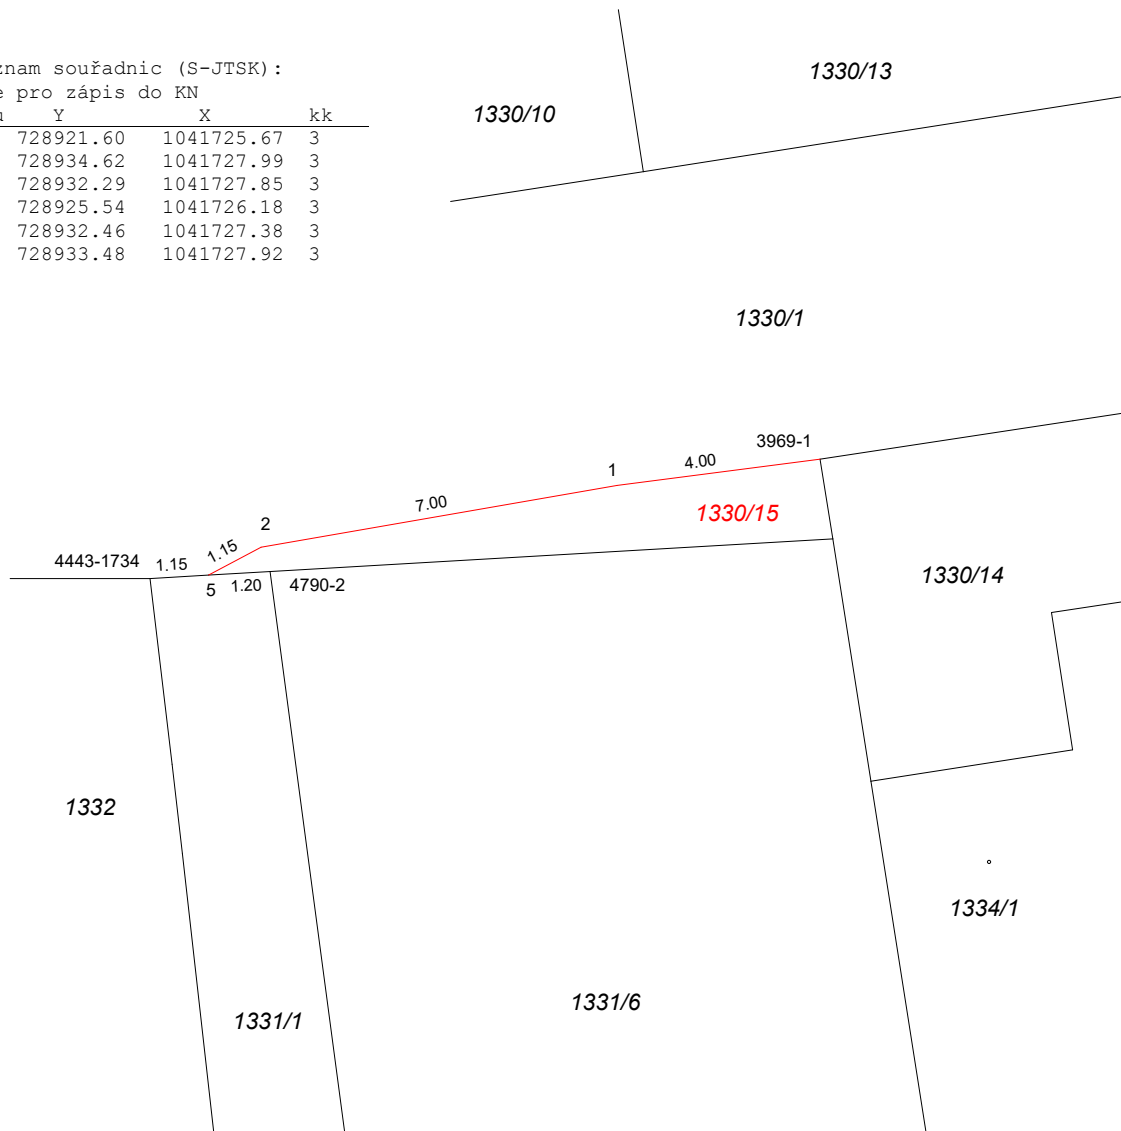 znam souřadnic (S-JTSK):
e pro zápis do KN
u Y X kk
728921.60 1041725.67 3
728934.62 1041727.99 3
728932.29 1041727.85 3
728925.54 1041726.18 3
728932.46 1041727.38 3
728933.48 1041727.92 3
1330/13
1330/10
1330/1
3969-1
1
4.00
7.00
1330/15
2
1.15
4443-1734
1.15
5
1.20
4790-2
1330/14
1332
1334/1
1331/6
1331/1